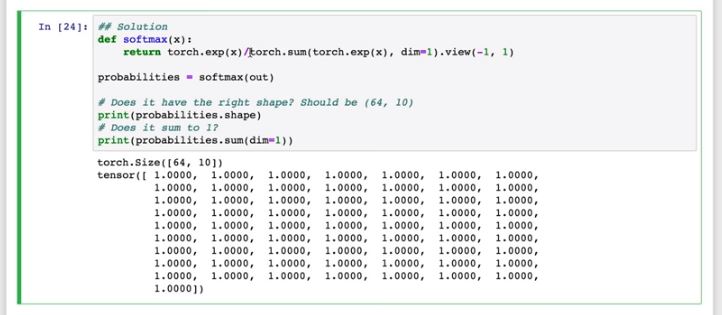 In [24]: ## Solution
def softmax(x):
    return torch.exp(x)/torch.sum(torch.exp(x), dim=1).view(-1, 1)
probabilities = softmax(out)
# Does it have the right shape? Should be (64, 10)
print(probabilities.shape)
# Does it sum to 1?
print(probabilities.sum(dim=1))
torch.Size([64, 10])
tensor([ 1.0000, 1.0000, 1.0000, 1.0000, 1.0000, 1.0000, 1.0000,
1.0000, 1.0000, 1.0000, 1.0000, 1.0000, 1.0000, 1.0000,
1.0000, 1.0000, 1.0000, 1.0000, 1.0000, 1.0000, 1.0000,
1.0000, 1.0000, 1.0000, 1.0000, 1.0000, 1.0000, 1.0000,
1.0000, 1.0000, 1.0000, 1.0000, 1.0000, 1.0000, 1.0000,
1.0000, 1.0000, 1.0000, 1.0000, 1.0000, 1.0000, 1.0000,
1.0000, 1.0000, 1.0000, 1.0000, 1.0000, 1.0000, 1.0000,
1.0000, 1.0000, 1.0000, 1.0000, 1.0000, 1.0000, 1.0000,
1.0000, 1.0000, 1.0000, 1.0000, 1.0000, 1.0000, 1.0000,
1.0000])